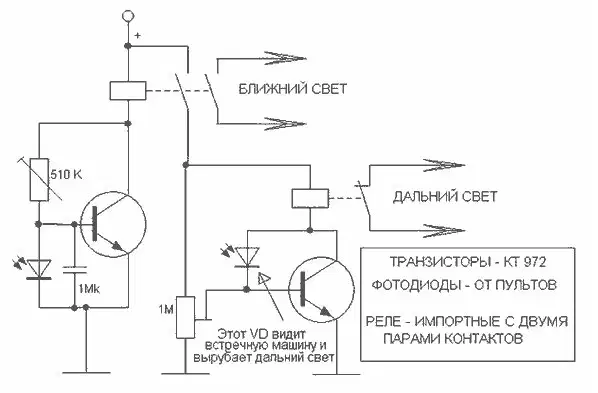 +
БЛИЖНИЙ СВЕТ
510 K
ДАЛЬНИЙ СВЕТ
1Mk
1M
Этот VD видит
встречную машину и
вырубает дальний свет
ТРАНЗИСТОРЫ - КТ 972
ФОТОДИОДЫ - ОТ ПУЛЬТОВ
РЕЛЕ - ИМПОРТНЫЕ С ДВУМЯ
ПАРАМИ КОНТАКТОВ